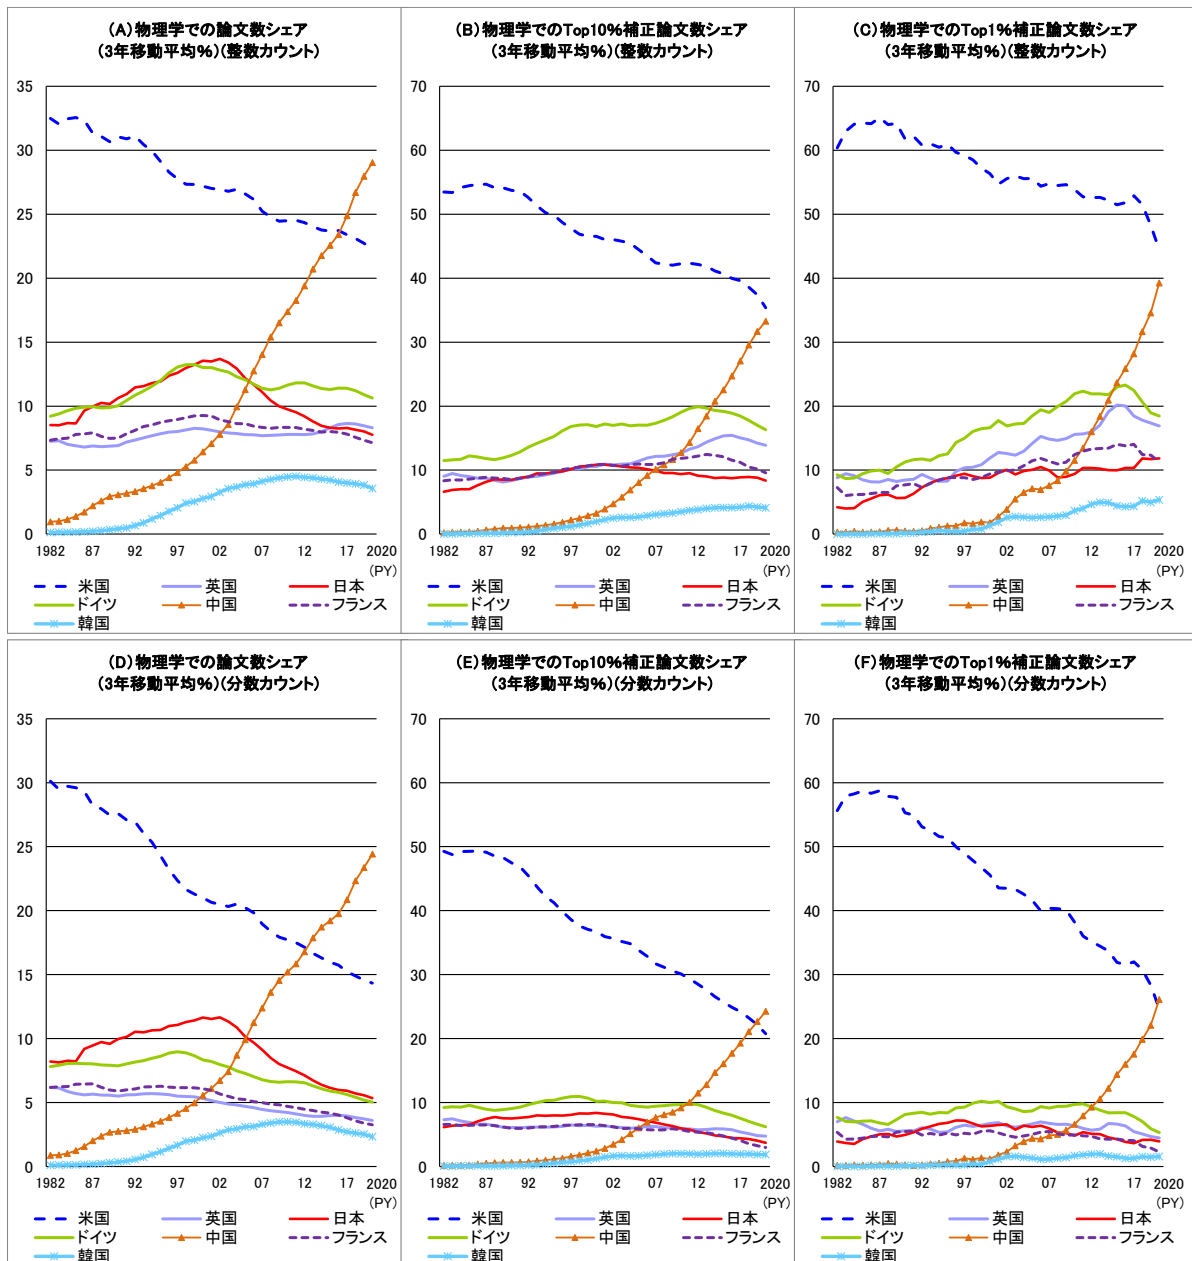 (A)物理学での論文数シェア
(3年移動平均%)(整数カウント)
35
30
25
20
15
10
5
0
1982 87 92 97 02 07 12 17 2020
(PY)
米国 英国 日本
ドイツ 中国 フランス
韓国
(B)物理学でのTop10%補正論文数シェア
(3年移動平均%)(整数カウント)
70
60
50
40
30
20
10
0
1982 87 92 97 02 07 12 17 2020
(PY)
米国 英国 日本
ドイツ 中国 フランス
韓国
(C)物理学でのTop1%補正論文数シェア
(3年移動平均%)(整数カウント)
70
60
50
40
30
20
10
0
1982 87 92 97 02 07 12 17 2020
(PY)
米国 英国 日本
ドイツ 中国 フランス
韓国
(D)物理学での論文数シェア
(3年移動平均%)(分数カウント)
35
30
25
20
15
10
5
0
1982 87 92 97 02 07 12 17 2020
(PY)
米国 英国 日本
ドイツ 中国 フランス
韓国
(E)物理学でのTop10%補正論文数シェア
(3年移動平均%)(分数カウント)
70
60
50
40
30
20
10
0
1982 87 92 97 02 07 12 17 2020
(PY)
米国 英国 日本
ドイツ 中国 フランス
韓国
(F)物理学でのTop1%補正論文数シェア
(3年移動平均%)(分数カウント)
70
60
50
40
30
20
10
0
1982 87 92 97 02 07 12 17 2020
(PY)
米国 英国 日本
ドイツ 中国 フランス
韓国